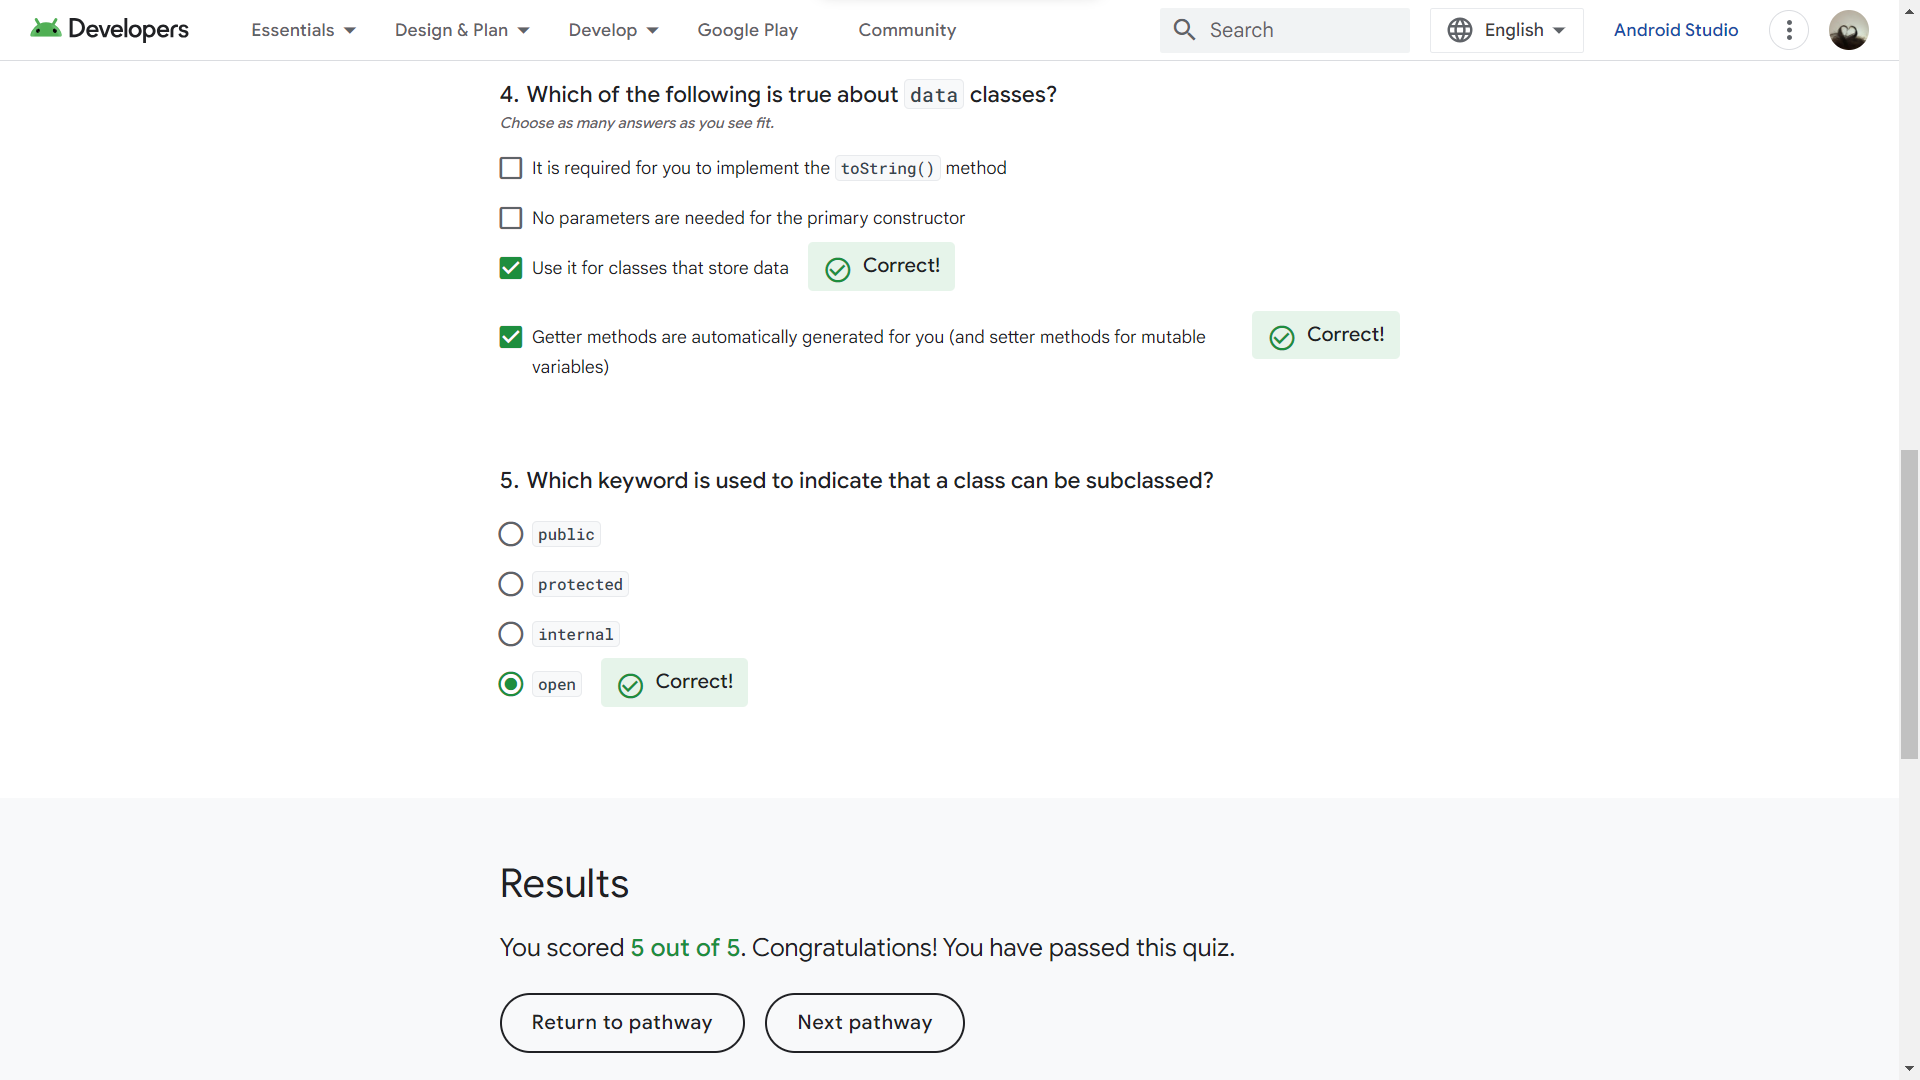 Developers Essentials Design & Plan Develop Google Play Community Search English Android Studio
4. Which of the following is true about data classes?
Choose as many answers as you see fit.
It is required for you to implement the toString() method
No parameters are needed for the primary constructor
Use it for classes that store data Correct!
Getter methods are automatically generated for you (and setter methods for mutable Correct!
variables)
5. Which keyword is used to indicate that a class can be subclassed?
public
protected
internal
open Correct!
Results
You scored 5 out of 5. Congratulations! You have passed this quiz.
Return to pathway Next pathway